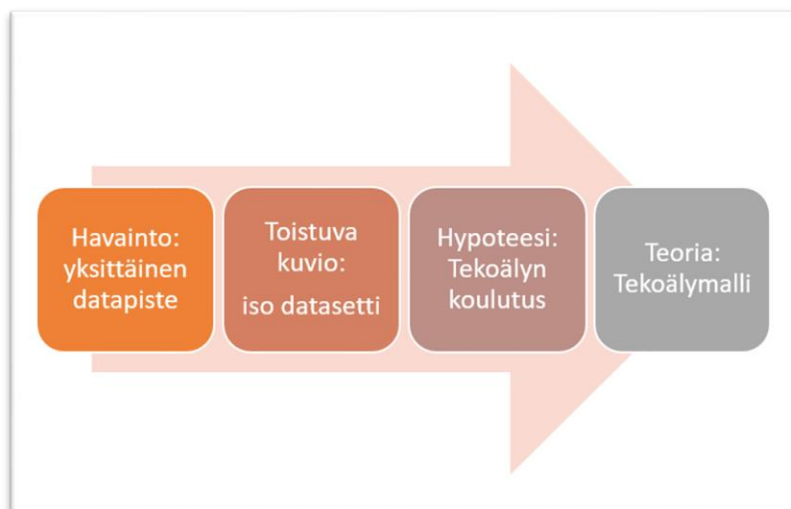 Havainto:
yksittäinen
datapiste
Toistuva
kuvio:
iso datasetti
Hypoteesi:
Tekoälyn
koulutus
Teoria:
Tekoälymalli